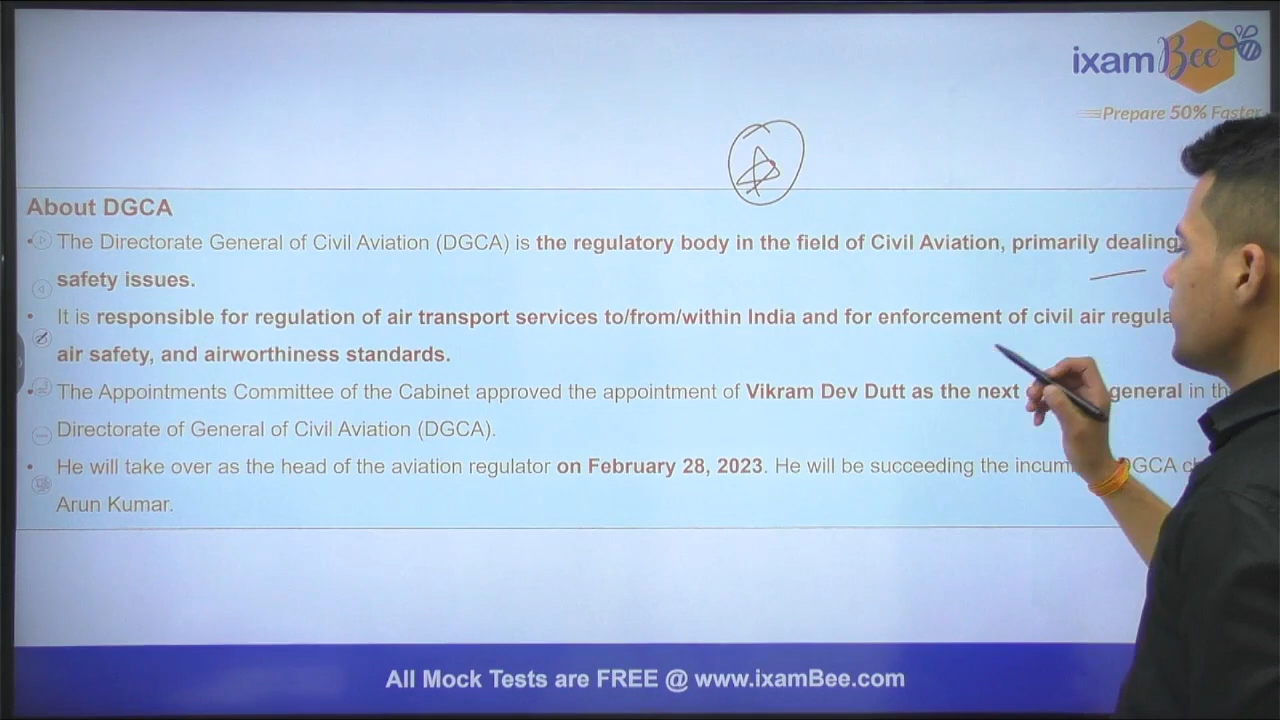 ixamBee
Prepare 50% Faster
About DGCA
• The Directorate General of Civil Aviation (DGCA) is the regulatory body in the field of Civil Aviation, primarily dealing
safety issues.
• It is responsible for regulation of air transport services to/from/within India and for enforcement of civil air
air safety, and airworthiness standards.
• The Appointments Committee of the Cabinet approved the appointment of Vikram Dev Dutt as the next general in
Directorate of General of Civil Aviation (DGCA).
• He will take over as the head of the aviation regulator on February 28, 2023. He will be succeeding the DGCA
Arun Kumar.
All Mock Tests are FREE @ www.ixamBee.com